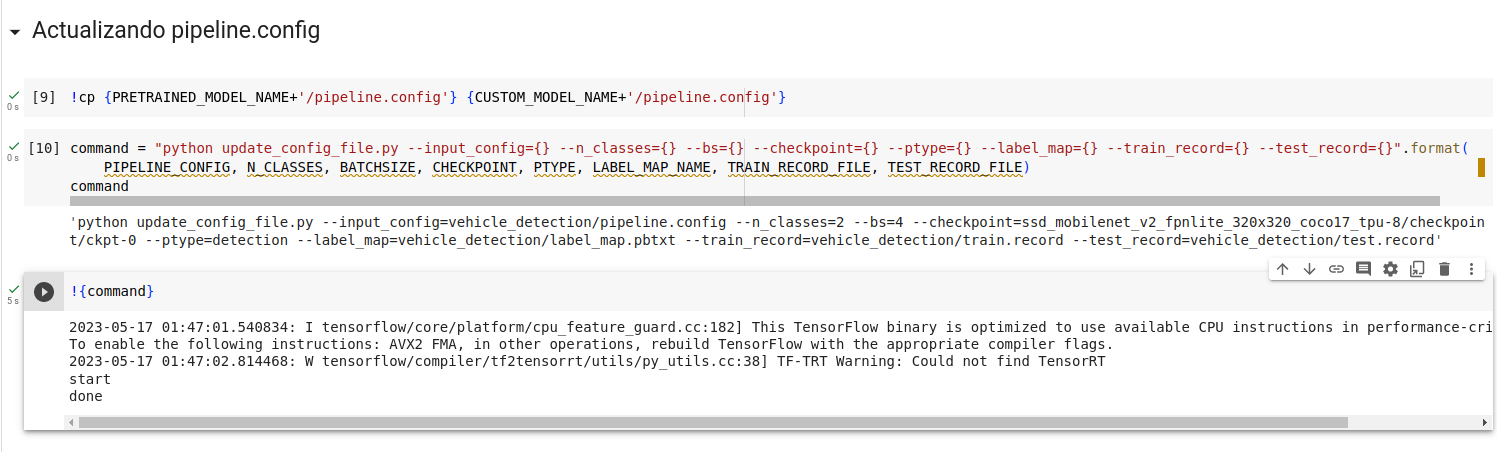 Actualizando pipeline.config
[9] !cp {PRETRAINED_MODEL_NAME+'/pipeline.config'} {CUSTOM_MODEL_NAME+'/pipeline.config'}
0 s
[10] command = "python update_config_file.py --input_config={} --n_classes={} --bs={} --checkpoint={} --ptype={} --label_map={} --train_record={} --test_record={}".format(
0 s
PIPELINE_CONFIG, N_CLASSES, BATCHSIZE, CHECKPOINT, PTYPE, LABEL_MAP_NAME, TRAIN_RECORD_FILE, TEST_RECORD_FILE)
command
'python update_config_file.py --input_config=vehicle_detection/pipeline.config --n_classes=2 --bs=4 --checkpoint=ssd_mobilenet_v2_fpnlite_320x320_coco17_tpu-8/checkpoin
t/ckpt-0 --ptype=detection --label_map=vehicle_detection/label_map.pbtxt --train_record=vehicle_detection/train.record --test_record=vehicle_detection/test.record'
!{command}
5 s
2023-05-17 01:47:01.540834: I tensorflow/core/platform/cpu_feature_guard.cc:182] This TensorFlow binary is optimized to use available CPU instructions in performance-cri
To enable the following instructions: AVX2 FMA, in other operations, rebuild TensorFlow with the appropriate compiler flags.
2023-05-17 01:47:02.814468: W tensorflow/compiler/tf2tensorrt/utils/py_utils.cc:38] TF-TRT Warning: Could not find TensorRT
start
done